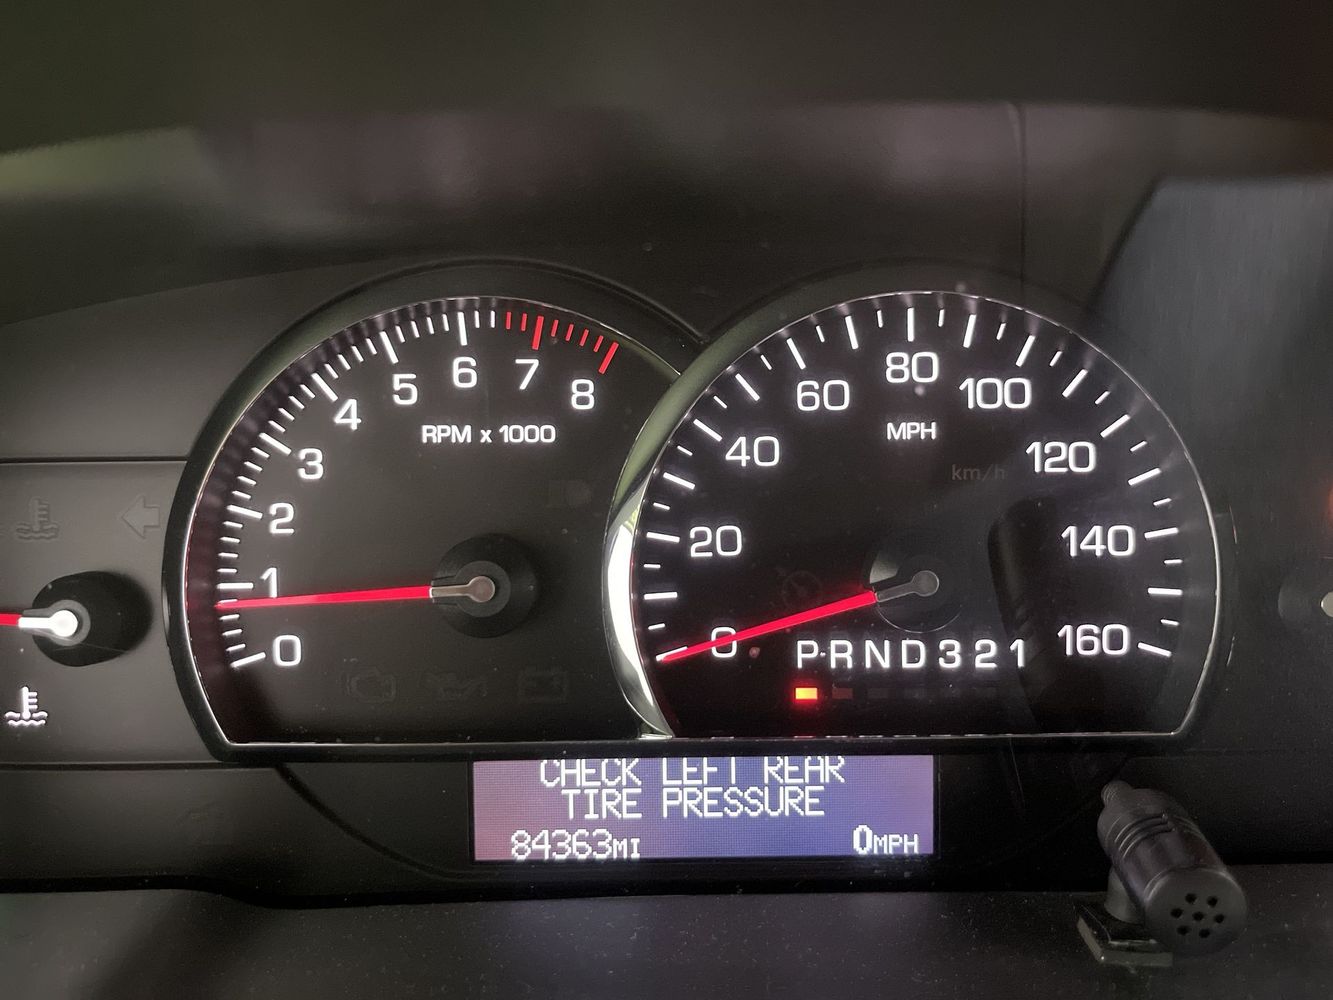 0
1
2
3
4
5
6
7
8
RPM x 1000
0
20
40
60
80
100
120
140
160
MPH
km/h
P R N D 3 2 1
CHECK LEFT REAR
TIRE PRESSURE
84363MI 0MPH